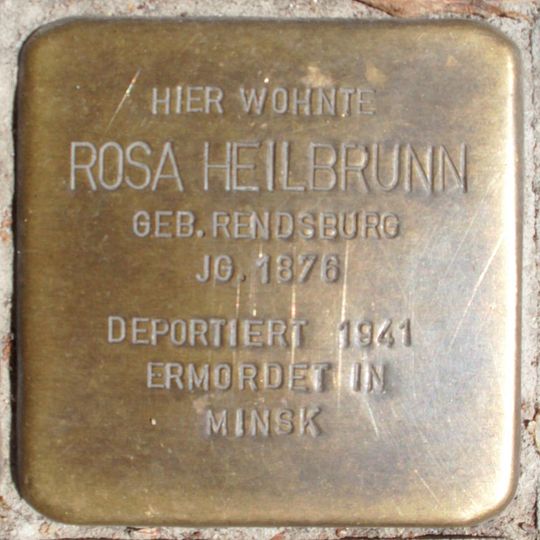 HIER WOHNTE
ROSA HEILBRUNN
GEB. RENDSBURG
JG. 1876
DEPORTIERT 1941
ERMORDET IN
MINSK